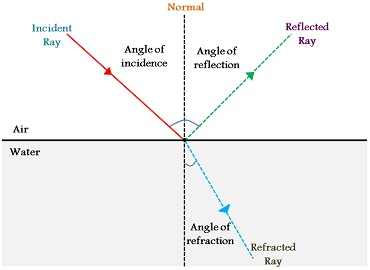 Normal
Incident
Ray
Angle of
incidence
Angle of
reflection
Reflected
Ray
Air
Water
Angle of
refraction
Refracted
Ray